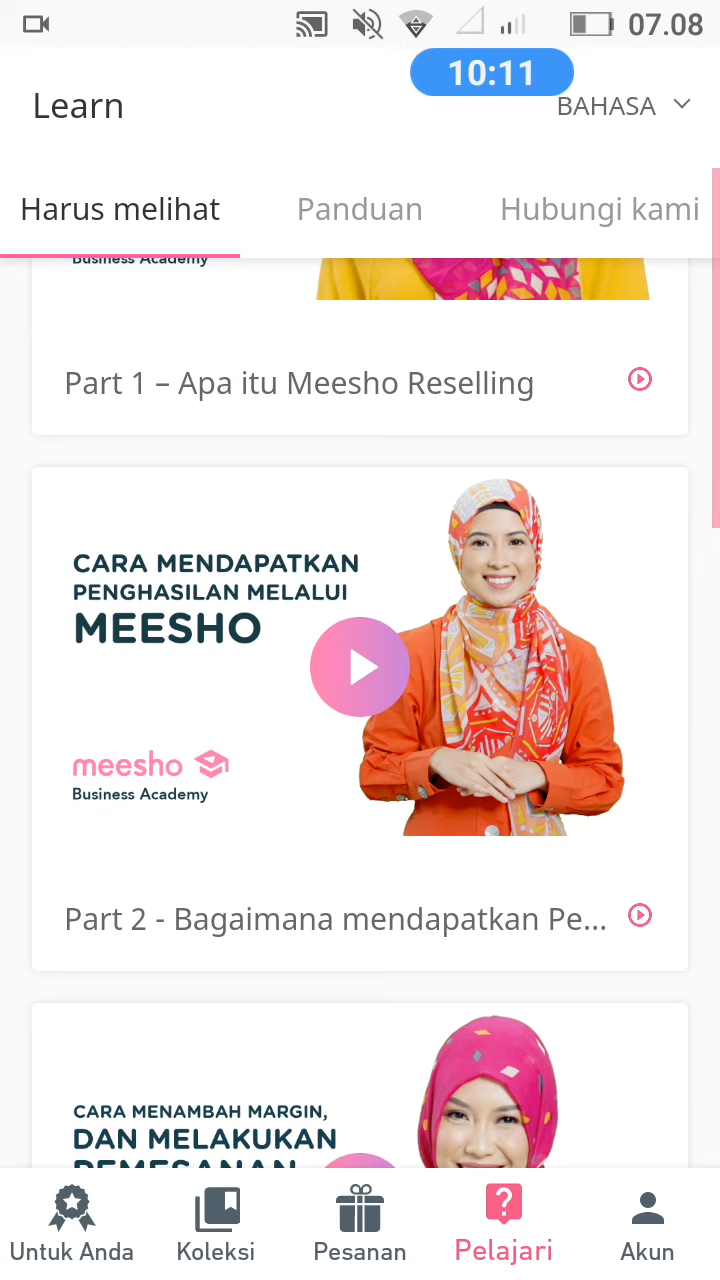 07.08
10:11
Learn
BAHASA
Harus melihat
Panduan
Hubungi kami
Business Academy
Part 1 – Apa itu Meesho Reselling
CARA MENDAPATKAN
PENGHASILAN MELALUI
MEESHO
meesho
Business Academy
Part 2 - Bagaimana mendapatkan Pe...
CARA MENAMBAH MARGIN,
DAN MELAKUKAN
PEMESANAN
Untuk Anda
Koleksi
Pesanan
Pelajari
Akun